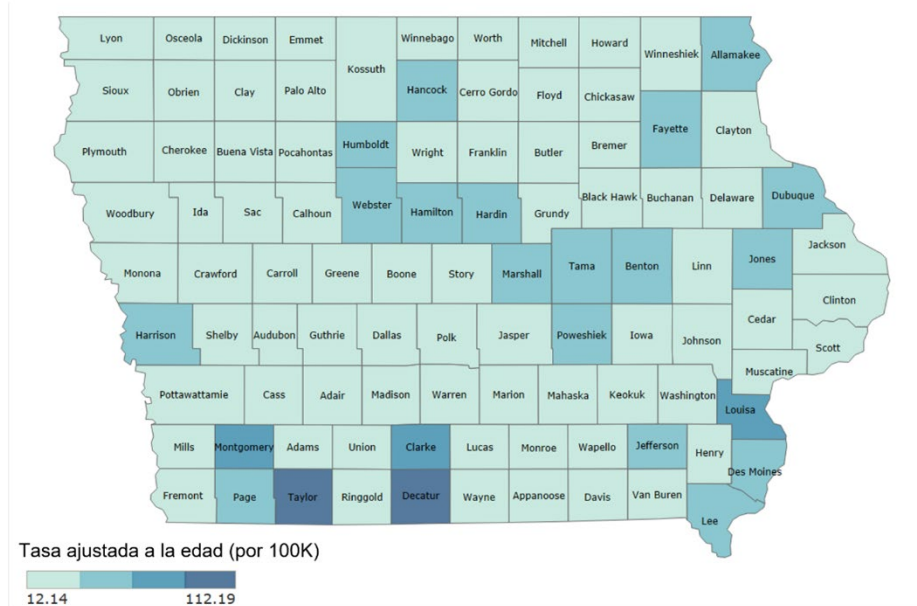 Lyon Osceola Dickinson Emmet Kossuth Winnebago Worth Mitchell Howard Winneshiek Allamakee
Sioux Obrien Clay Palo Alto Hancock Cerro Gordo Floyd Chickasaw Fayette Clayton
Plymouth Cherokee Buena Vista Pocahontas Humboldt Wright Franklin Butler Bremer
Woodbury Ida Sac Calhoun Webster Hamilton Hardin Grundy Black Hawk Buchanan Delaware Dubuque
Monona Crawford Carroll Greene Boone Story Marshall Tama Benton Linn Jones Jackson
Clinton
Harrison Shelby Audubon Guthrie Dallas Polk Jasper Poweshiek Iowa Johnson Cedar
Scott
Muscatine
Pottawattamie Cass Adair Madison Warren Marion Mahaska Keokuk Washington Louisa
Mills Montgomery Adams Union Clarke Lucas Monroe Wapello Jefferson Henry
Des Moines
Fremont Page Taylor Ringgold Decatur Wayne Appanoose Davis Van Buren Lee
Tasa ajustada a la edad (por 100K)
12.14 112.19